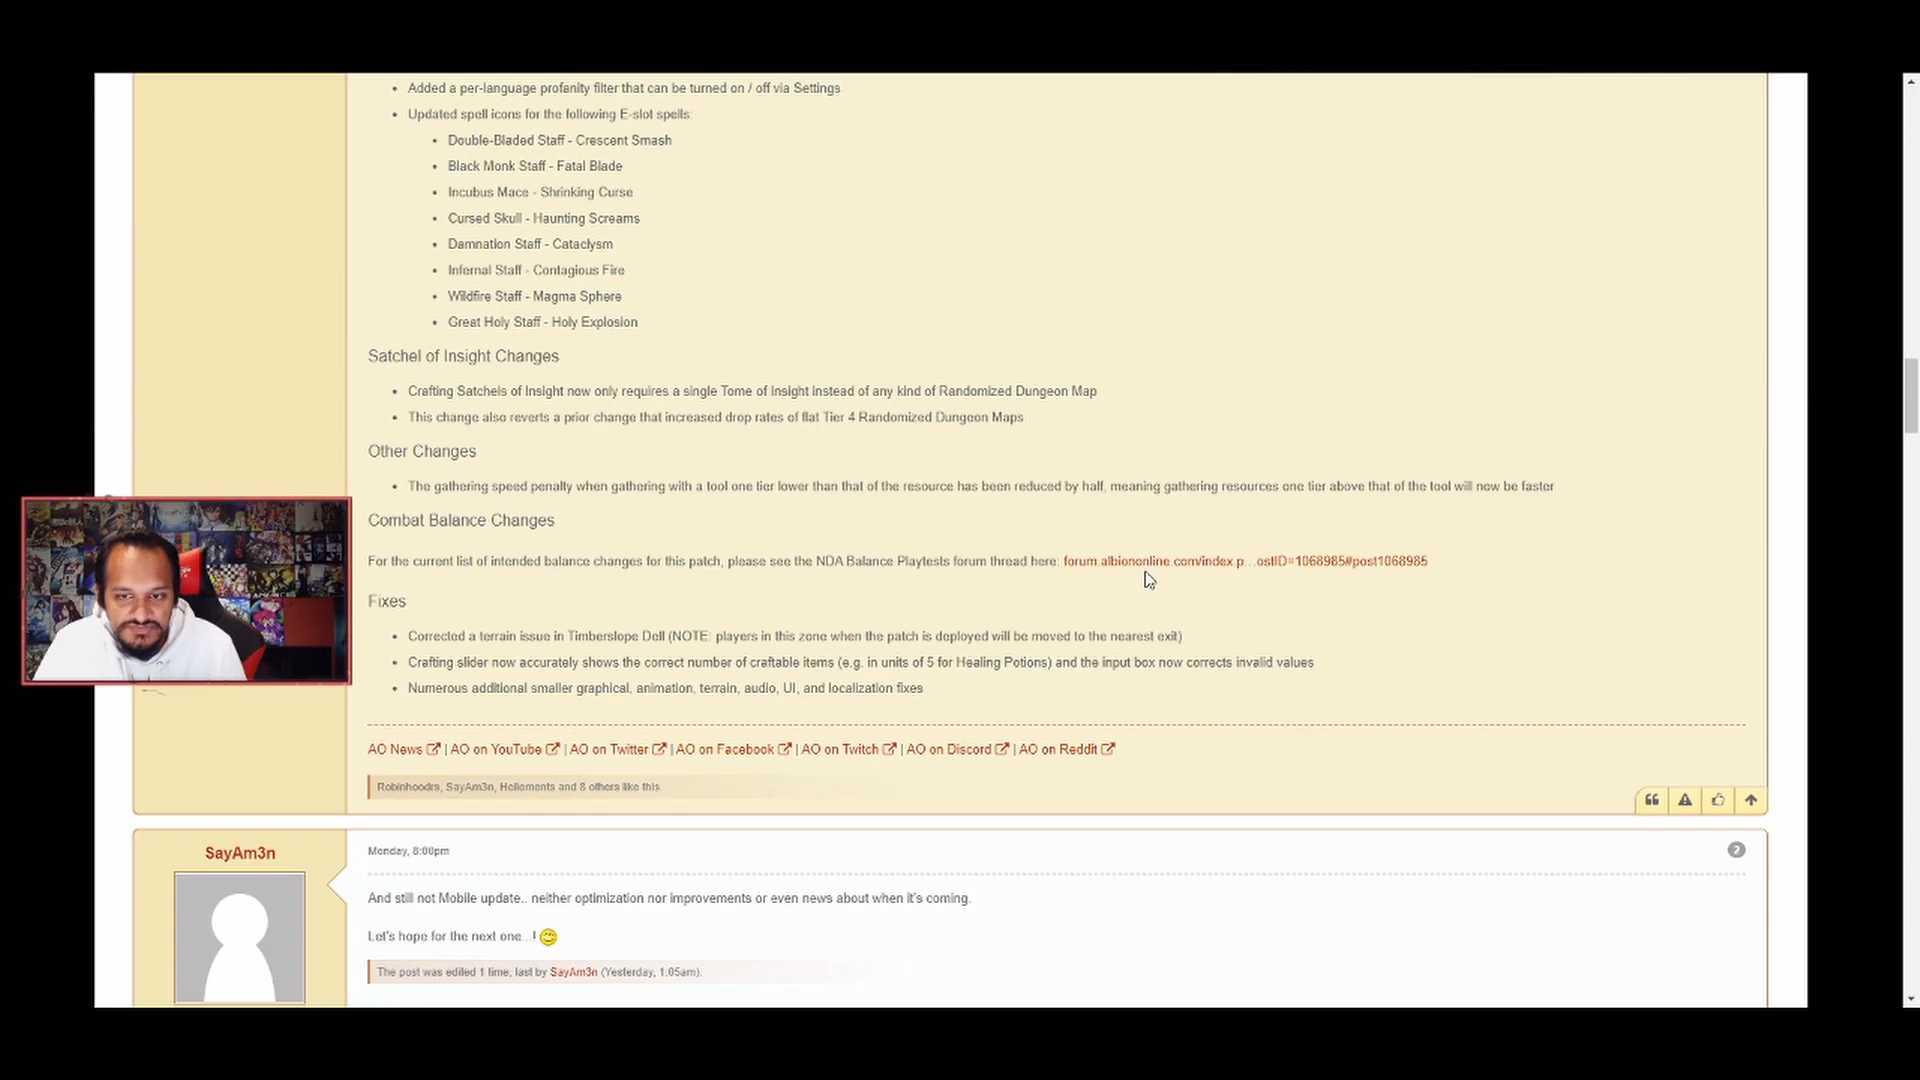 Added a per-language profanity filter that can be turned on / off via Settings
Updated spell icons for the following E-slot spells:
Double-Bladed Staff - Crescent Smash
Black Monk Staff - Fatal Blade
Incubus Mace - Shrinking Curse
Cursed Skull - Haunting Screams
Damnation Staff - Cataclysm
Infernal Staff - Contagious Fire
Wildfire Staff - Magma Sphere
Great Holy Staff - Holy Explosion
Satchel of Insight Changes
Crafting Satchels of Insight now only requires a single Tome of Insight instead of any kind of Randomized Dungeon Map
This change also reverts a prior change that increased drop rates of flat Tier 4 Randomized Dungeon Maps
Other Changes
The gathering speed penalty when gathering with a tool one tier lower than that of the resource has been reduced by half, meaning gathering resources one tier above that of the tool will now be faster
Combat Balance Changes
For the current list of intended balance changes for this patch, please see the NDA Balance Playtests forum thread here: forum.albiononline.com/index.p…ostID=1068985#post1068985
Fixes
Corrected a terrain issue in Timberslope Dell (NOTE: players in this zone when the patch is deployed will be moved to the nearest exit)
Crafting slider now accurately shows the correct number of craftable items (e.g. in units of 5 for Healing Potions) and the input box now corrects invalid values
Numerous additional smaller graphical, animation, terrain, audio, UI, and localization fixes
AO News | AO on YouTube | AO on Twitter | AO on Facebook | AO on Twitch | AO on Discord | AO on Reddit
Robinhoodrs, SayAm3n, Hellements and 8 others like this.
SayAm3n
Monday, 8:00pm
2
And still not Mobile update.. neither optimization nor improvements or even news about when it's coming.
Let's hope for the next one...!
The post was edited 1 time, last by SayAm3n (Yesterday, 1:05am).